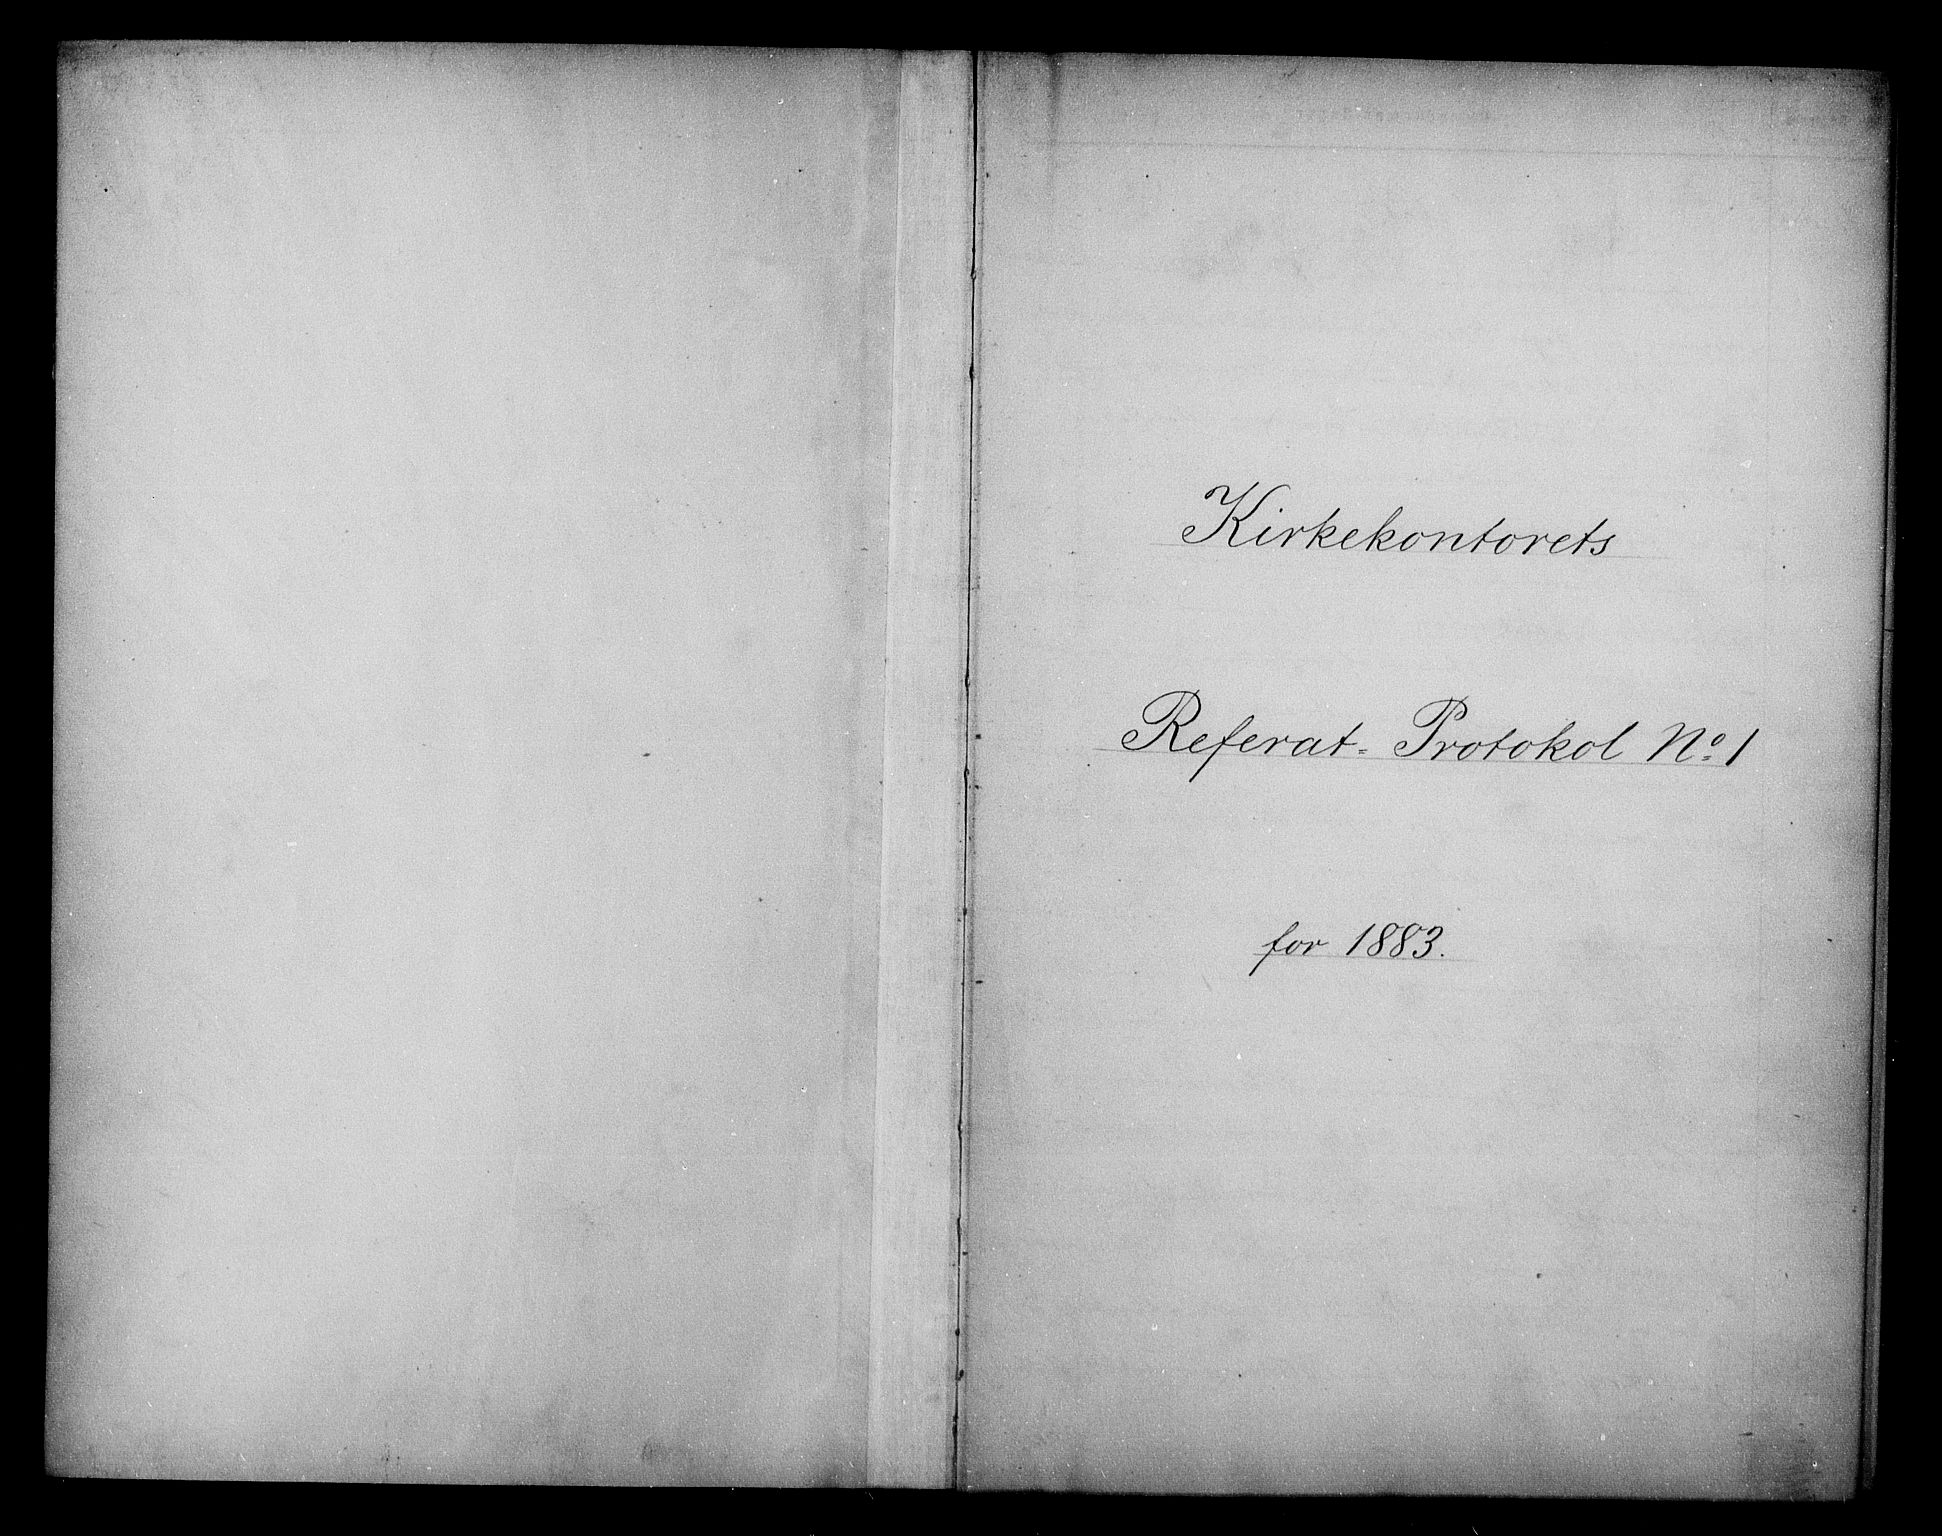 Kirkekontorets
Referat-Protokol No. 1
for 1883.